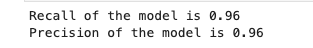 Recall of the model is 0.96
Precision of the model is 0.96